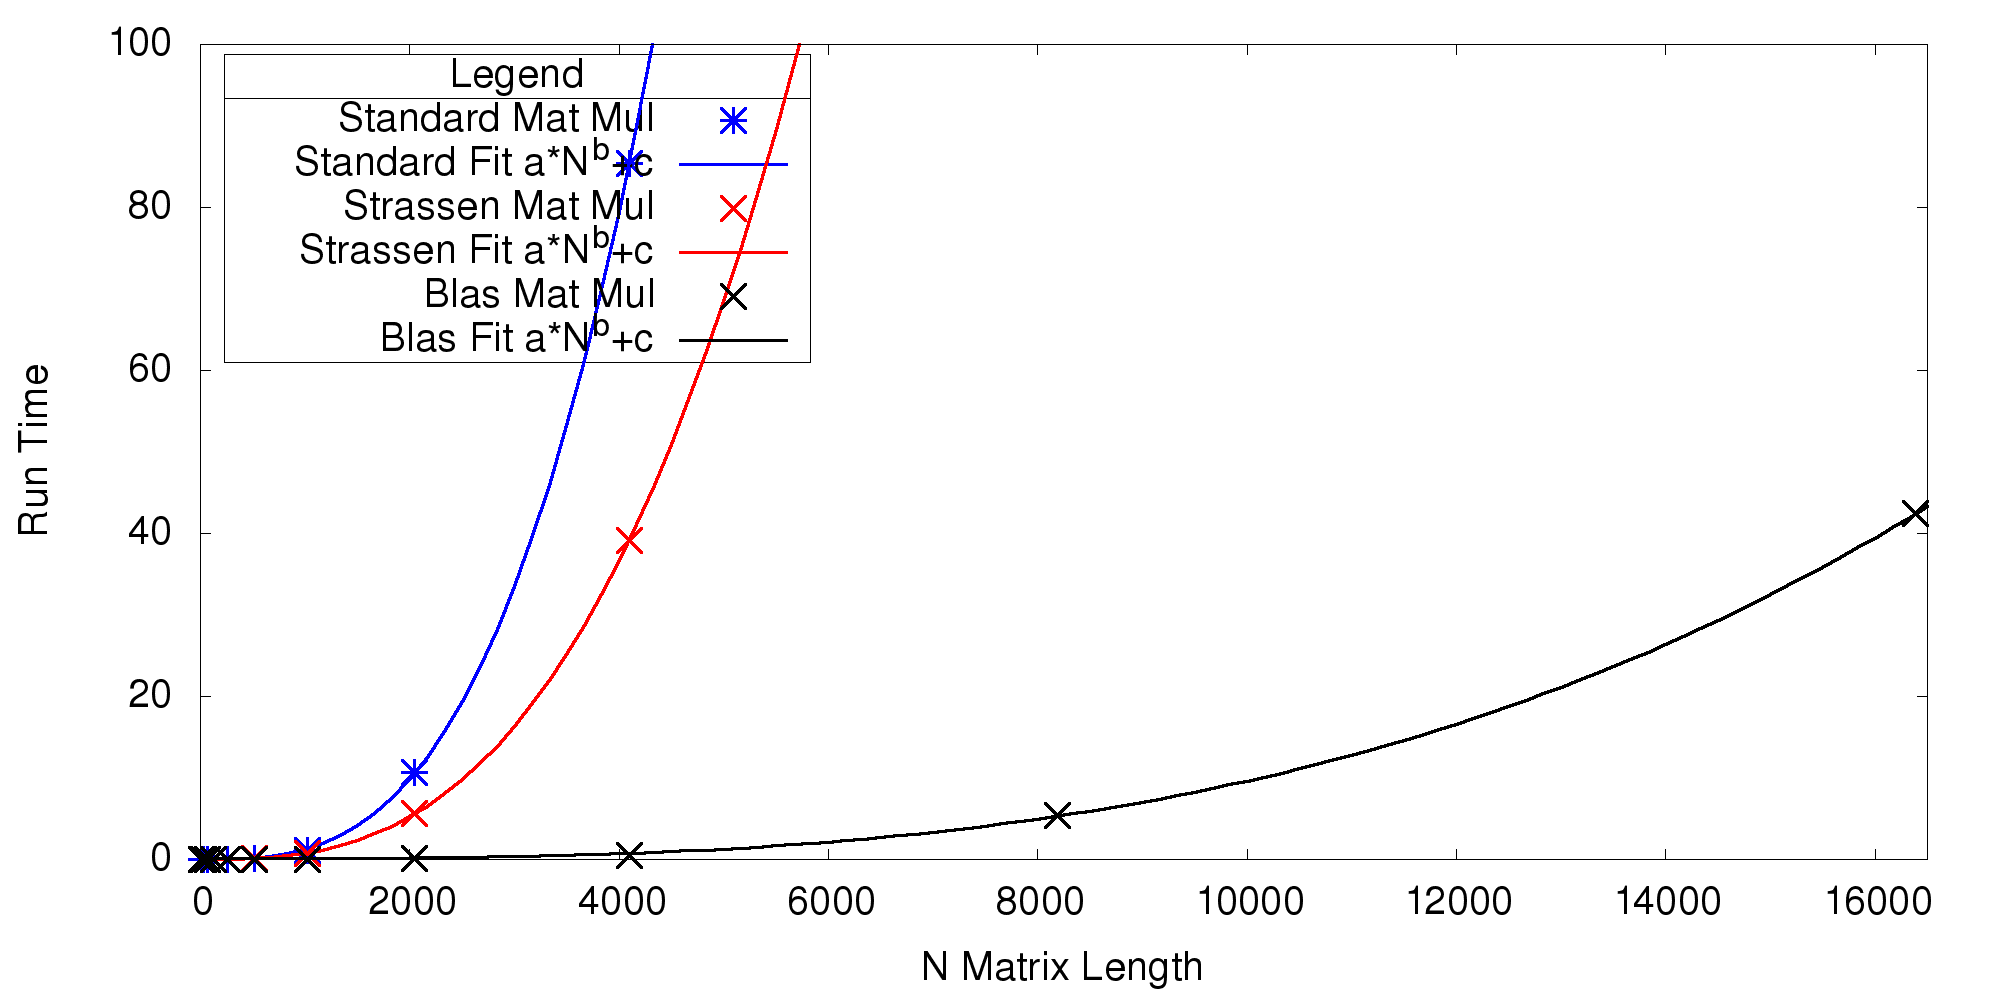 100
80
60
40
20
0
Run Time
Legend
Standard Mat Mul
Standard Fit a*N^b+c
Strassen Mat Mul
Strassen Fit a*N^b+c
Blas Mat Mul
Blas Fit a*N^b+c
0 2000 4000 6000 8000 10000 12000 14000 16000
N Matrix Length